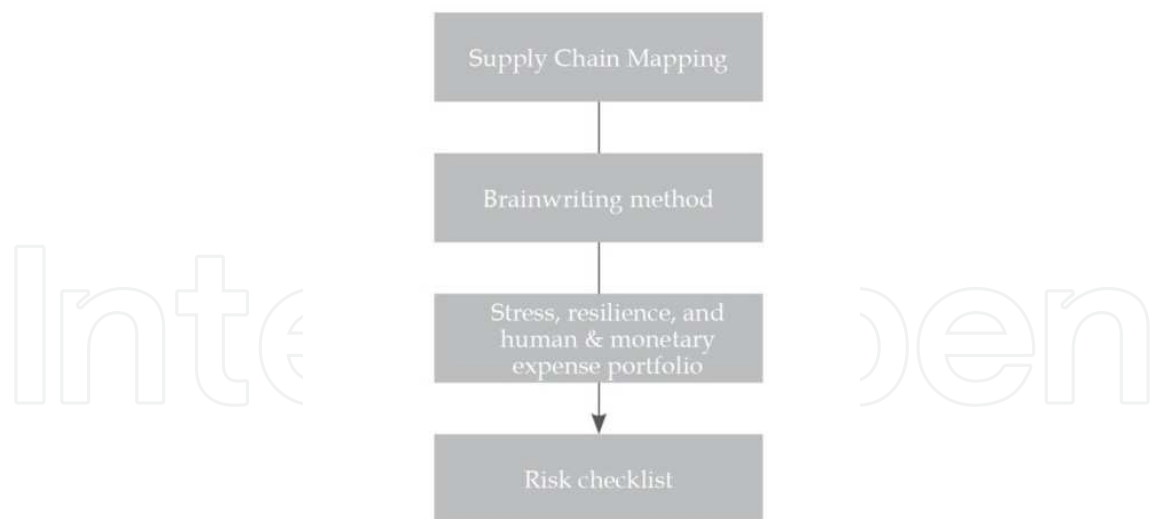 Supply Chain Mapping
Brainwriting method
Stress, resilience, and
human & monetary
expense portfolio
Risk checklist